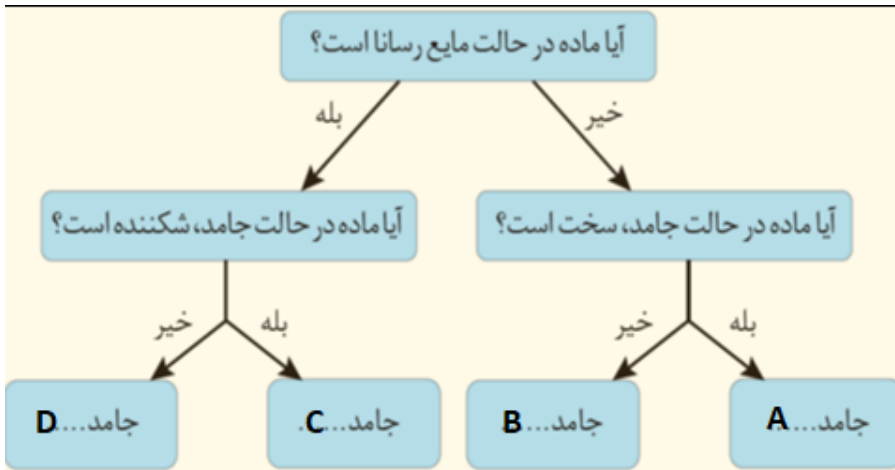 آیا ماده در حالت مایع رسانا است؟
خیر
بله
آیا ماده در حالت جامد، سخت است؟
آیا ماده در حالت جامد، شکننده است؟
بله
خیر
بله
خیر
جامد.... A
جامد.... B
جامد.... C
جامد.... D